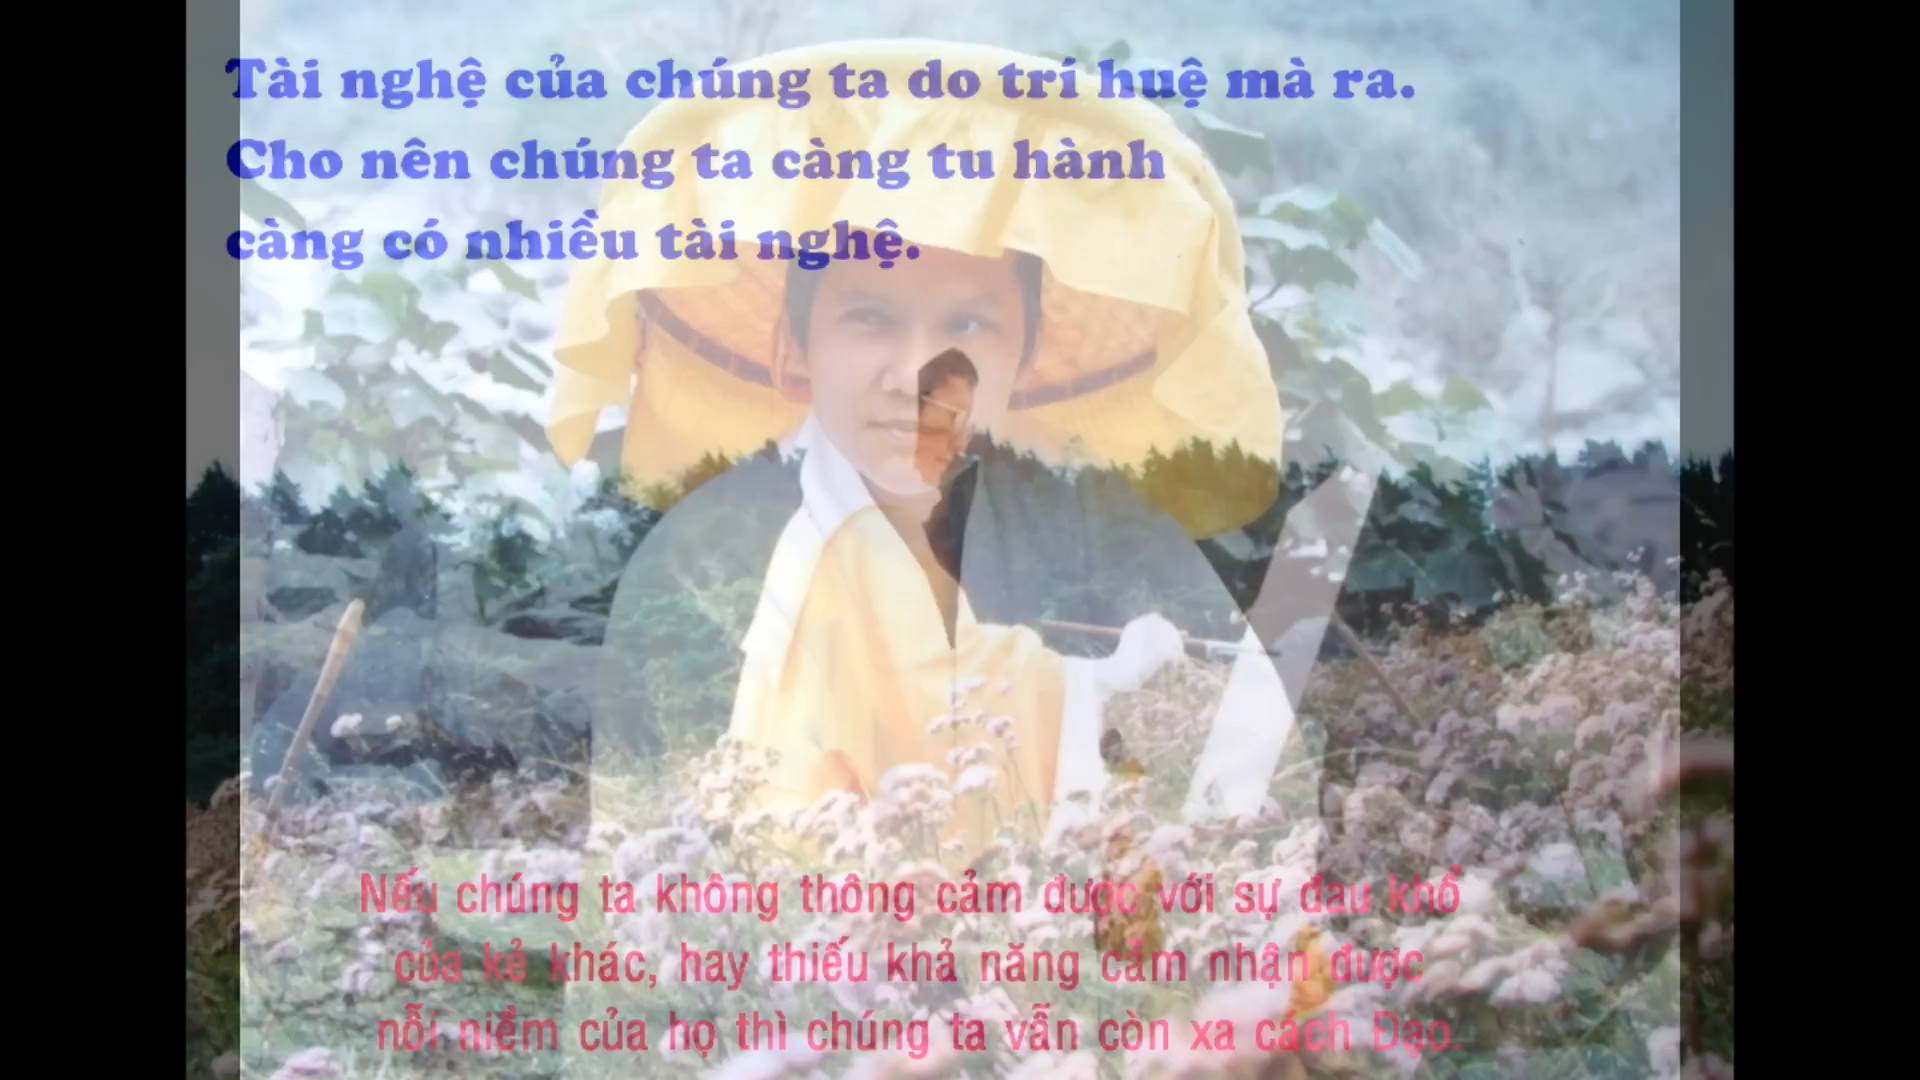 Tài nghệ của chúng ta do trí huệ mà ra.
Cho nên chúng ta càng tu hành
càng có nhiều tài nghệ.
Nếu chúng ta không thông cảm được với sự đau khổ
của kẻ khác, hay thiếu khả năng cảm nhận được
nỗi niềm của họ thì chúng ta vẫn còn xa cách Đạo.